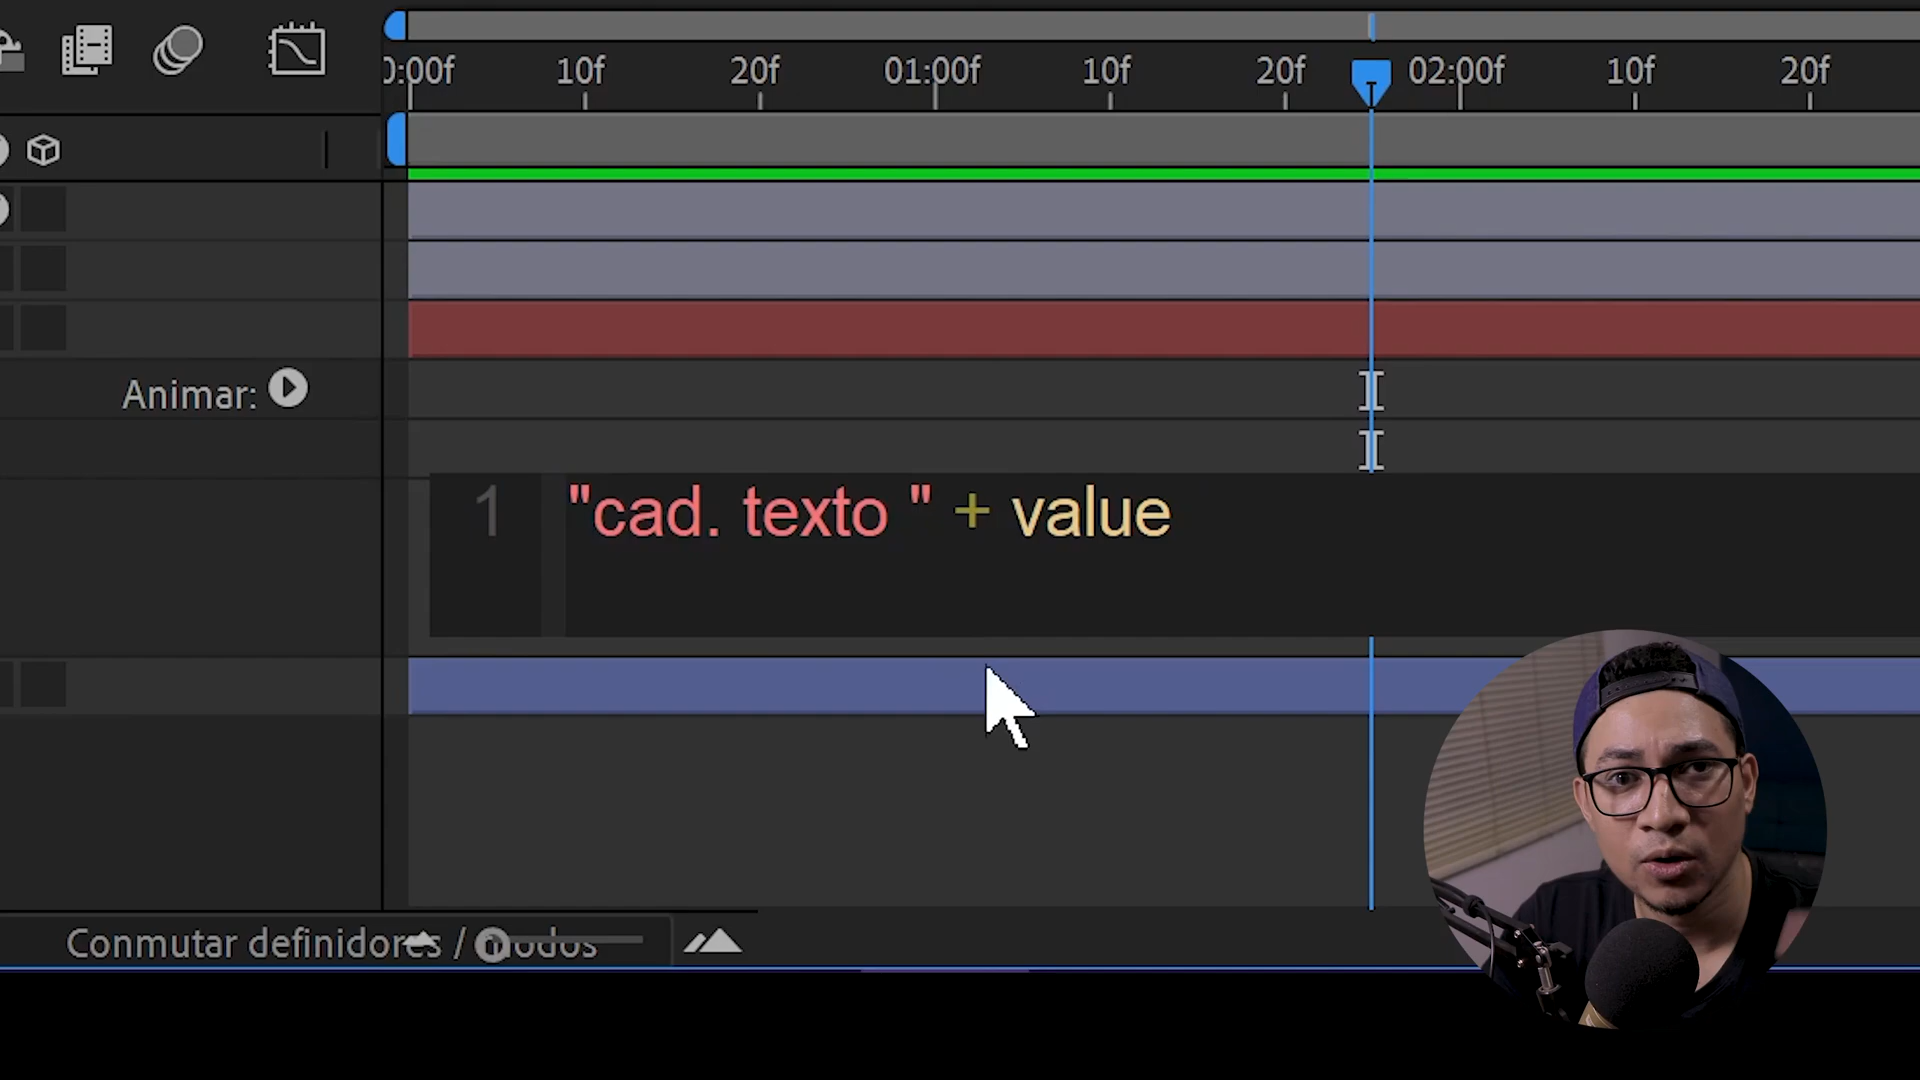 0:00f 10f 20f 01:00f 10f 20f 02:00f 10f 20f
Animar:
1 "cad. texto " + value
Conmutar definidores / modos